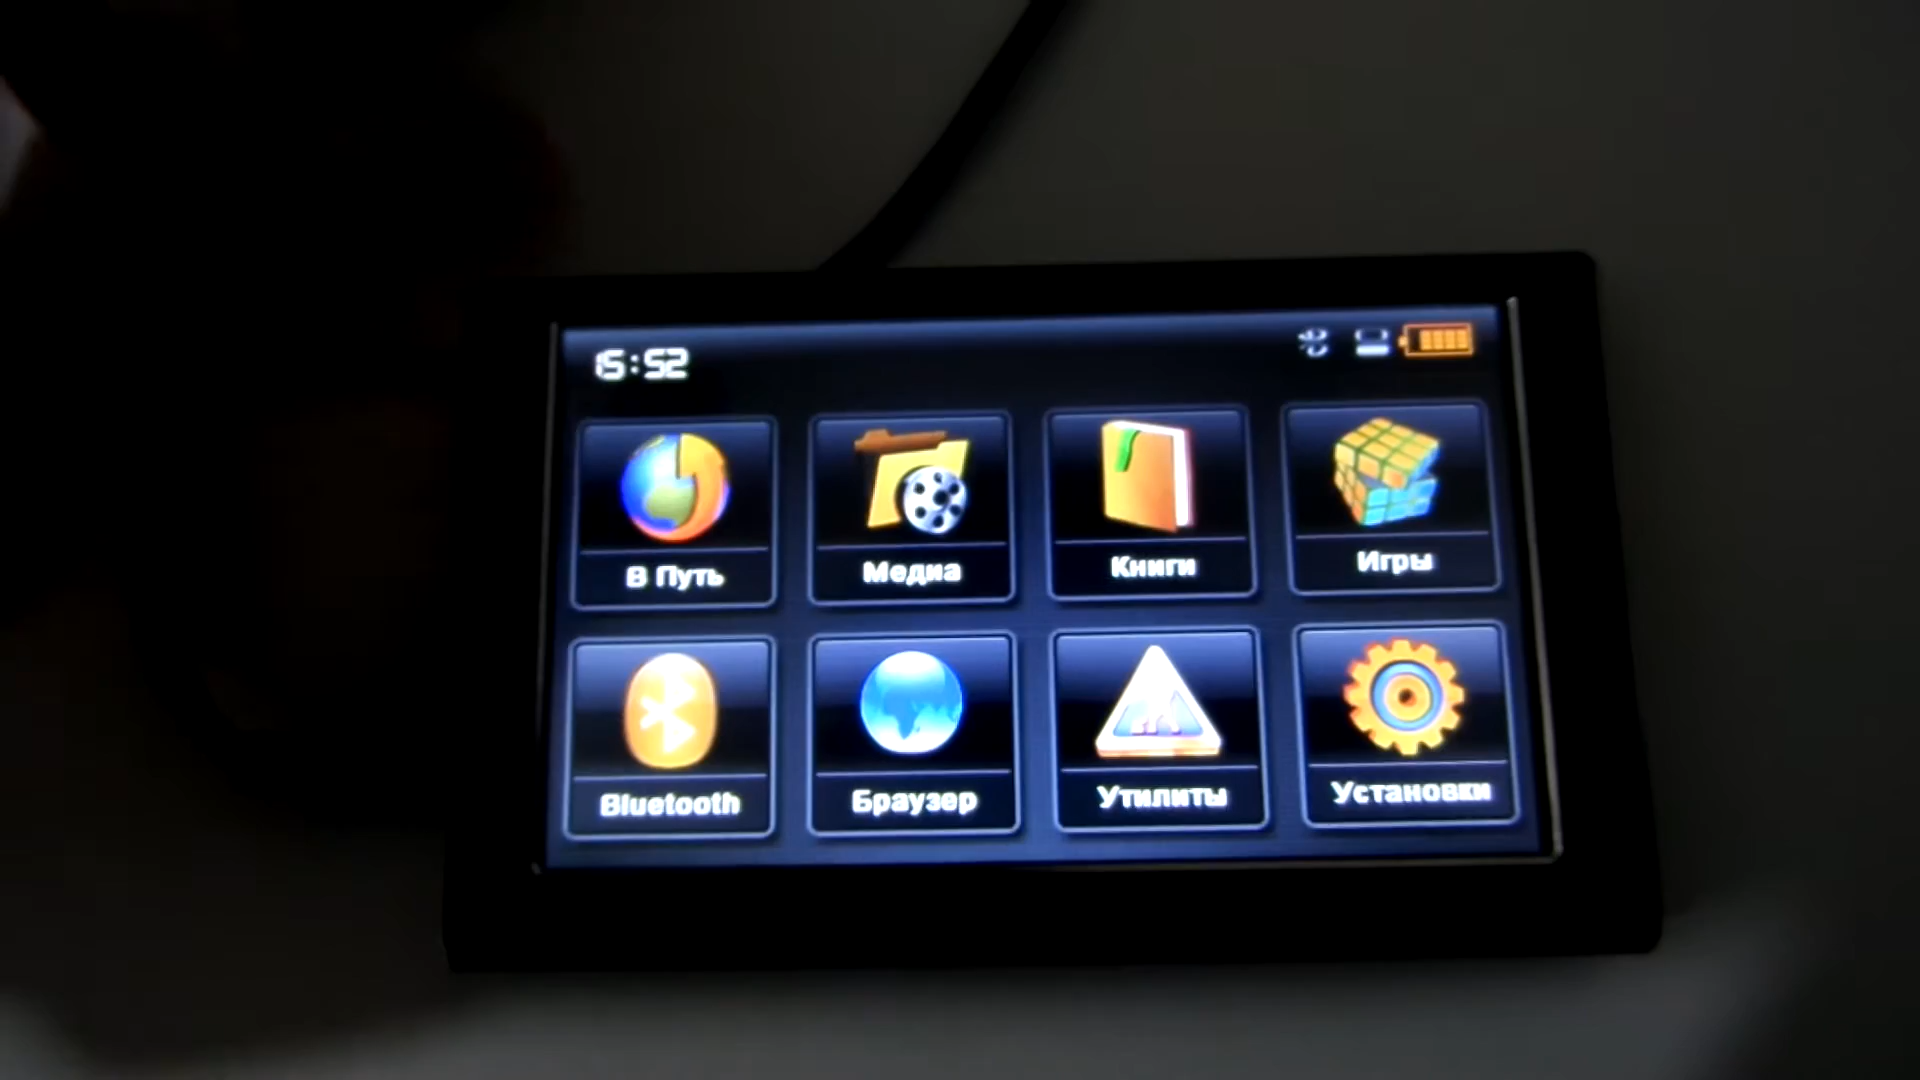 15:52
В Путь
Медиа
Книги
Игры
Bluetooth
Браузер
Утилиты
Установки